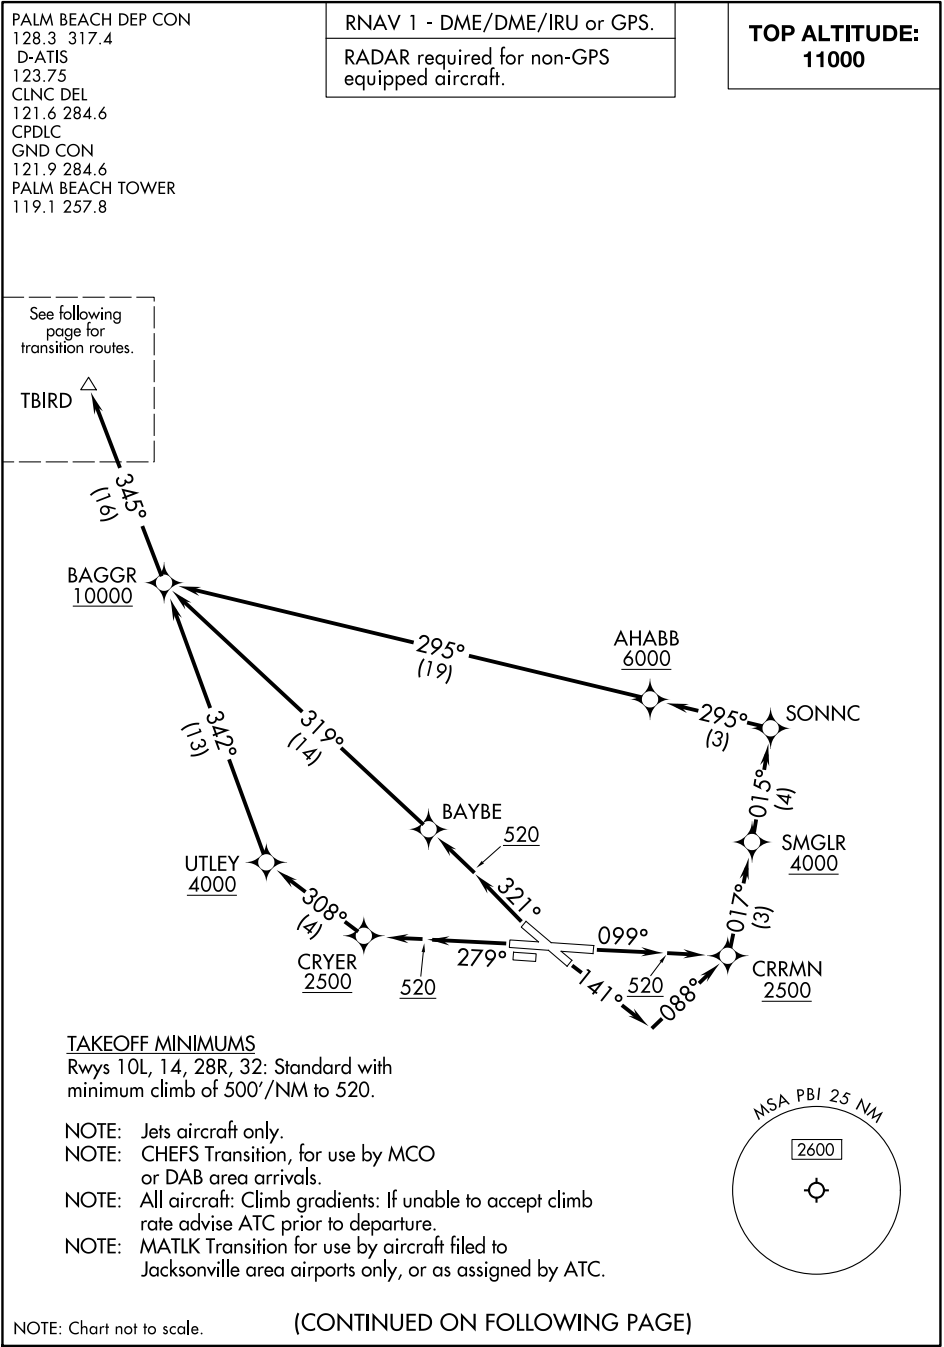 PALM BEACH DEP CON
128.3 317.4
D-ATIS
123.75
CLNC DEL
121.6 284.6
CPDLC
GND CON
121.9 284.6
PALM BEACH TOWER
119.1 257.8
RNAV 1 - DME/DME/IRU or GPS.
RADAR required for non-GPS
equipped aircraft.
TOP ALTITUDE:
11000
See following
page for
transition routes.
TBIRD
345°
(16)
BAGGR
10000
295°
(19)
AHABB
6000
295°
(3)
SONNC
342°
(13)
319°
(14)
015°
(4)
BAYBE
520
SMGLR
4000
UTLEY
4000
308°
(4)
321°
017°
(3)
099°
279°
CRYER
2500
520
141°
520
088°
CRRMN
2500
TAKEOFF MINIMUMS
Rwys 10L, 14, 28R, 32: Standard with
minimum climb of 500'/NM to 520.
NOTE: Jets aircraft only.
NOTE: CHEFS Transition, for use by MCO
or DAB area arrivals.
NOTE: All aircraft: Climb gradients: If unable to accept climb
rate advise ATC prior to departure.
NOTE: MATLK Transition for use by aircraft filed to
Jacksonville area airports only, or as assigned by ATC.
MSA PBI 25 NM
2600
NOTE: Chart not to scale.
(CONTINUED ON FOLLOWING PAGE)